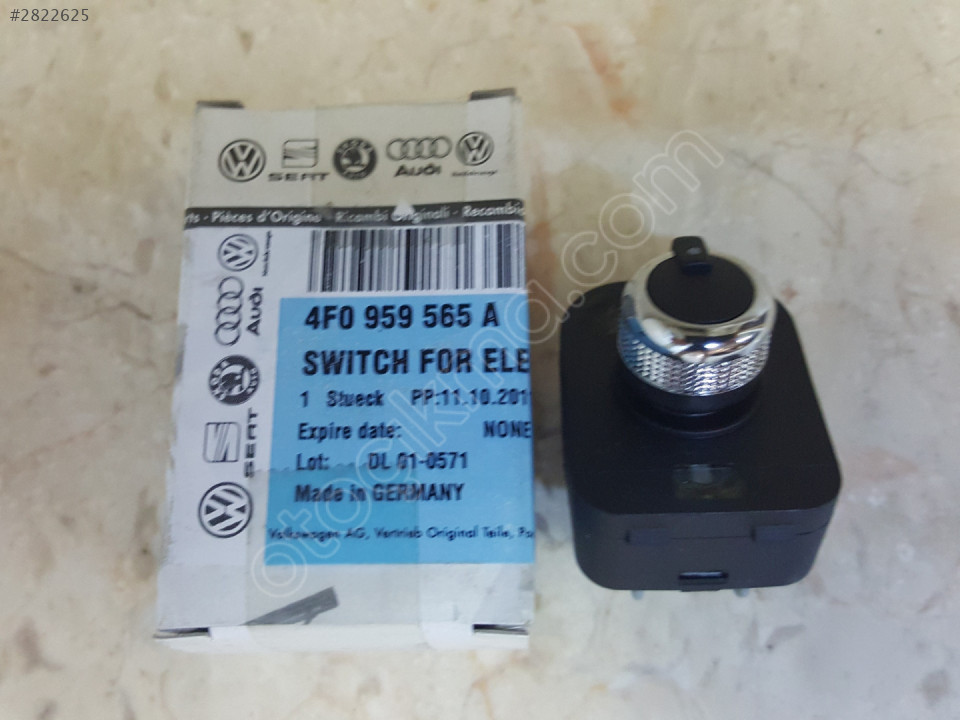 #2822625
SEAT Audi
rts · Pièces d'Origine · Ricambi Originali · Recambi
Audi
SEAT
4F0 959 565 A
SWITCH FOR ELE
1 Stueck PP:11.10.201
Expire date: NONE
Lot: DL 01-0571
Made in GERMANY
Volkswagen AG, Vertrieb Original Teile,
otocikma.com